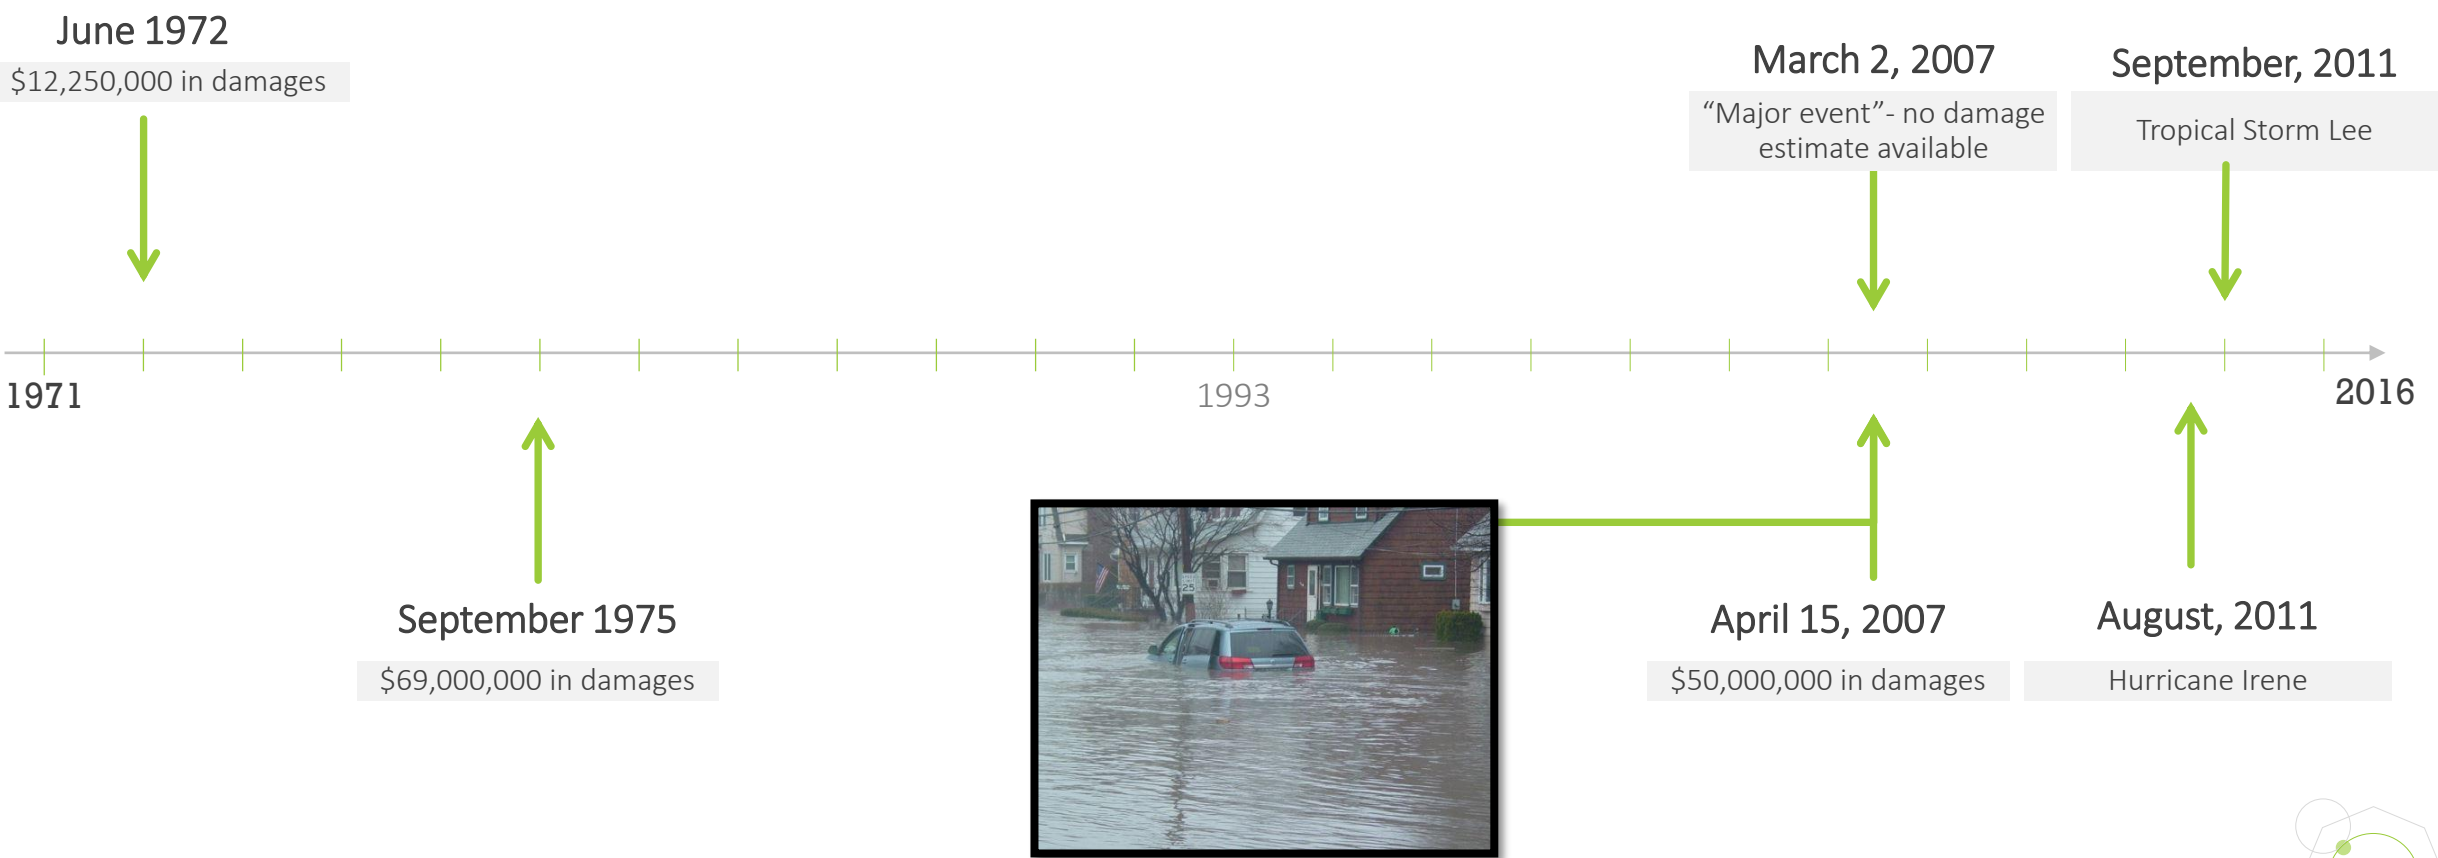 June 1972
$12,250,000 in damages
March 2, 2007
“Major event”- no damage
estimate available
September, 2011
Tropical Storm Lee
1971
1993
2016
September 1975
$69,000,000 in damages
25
April 15, 2007
$50,000,000 in damages
August, 2011
Hurricane Irene